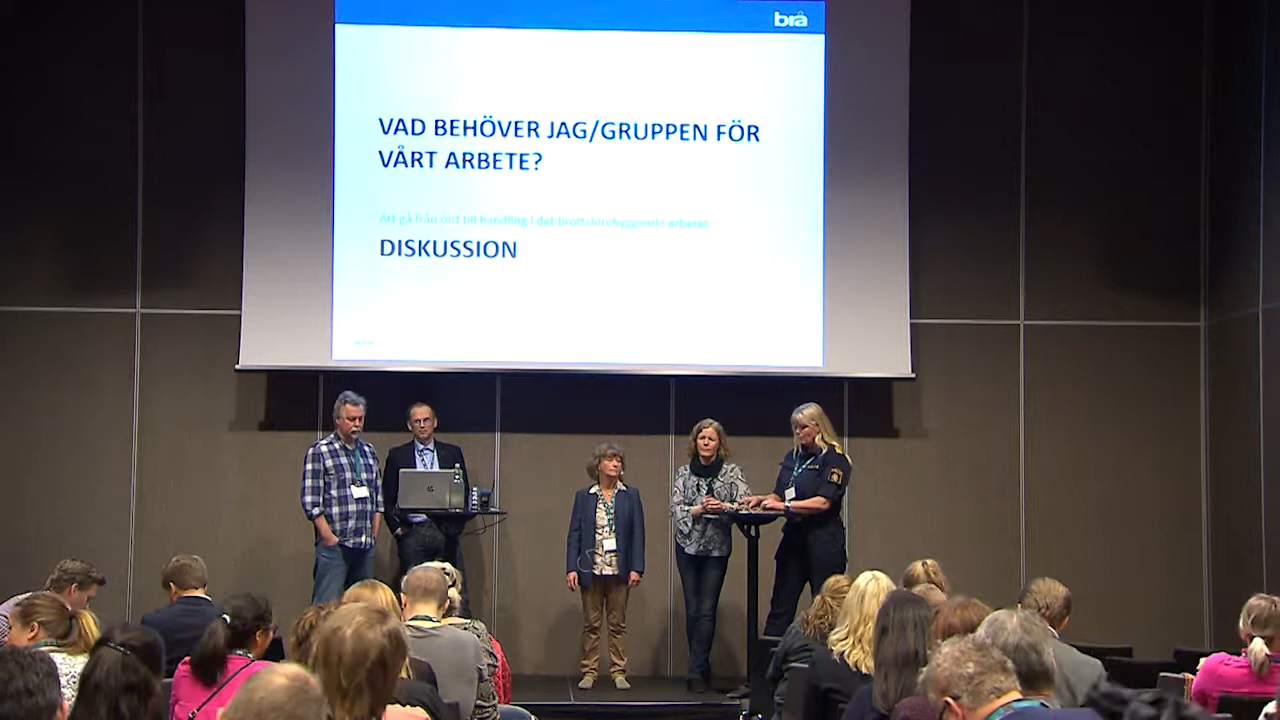 brå
VAD BEHÖVER JAG/GRUPPEN FÖR
VÅRT ARBETE?
Att gå från ord till handling i det brottsförebyggande arbetet
DISKUSSION